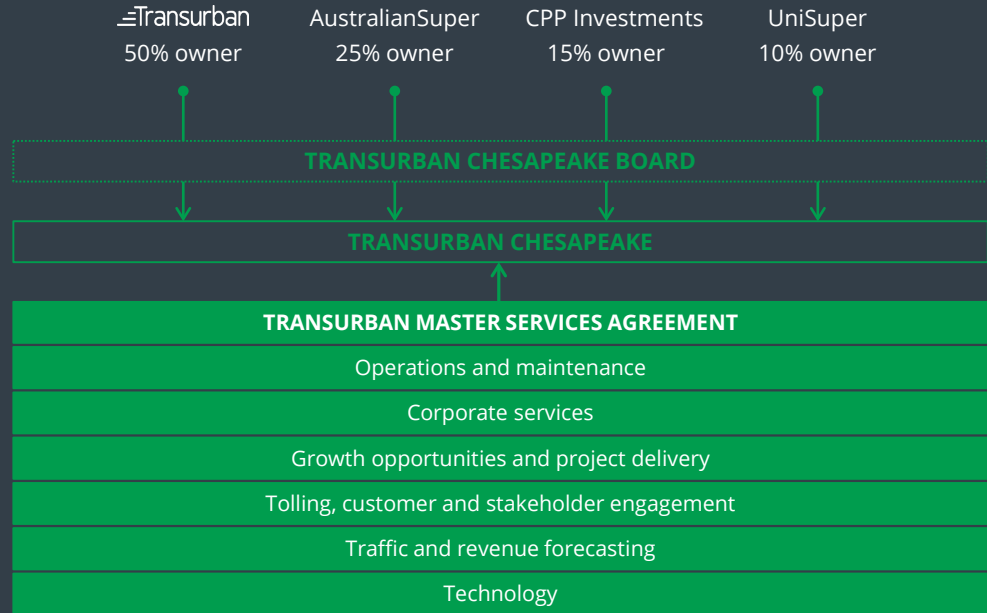 Transurban AustralianSuper CPP Investments UniSuper
50% owner 25% owner 15% owner 10% owner
TRANSURBAN CHESAPEAKE BOARD
TRANSURBAN CHESAPEAKE
TRANSURBAN MASTER SERVICES AGREEMENT
Operations and maintenance
Corporate services
Growth opportunities and project delivery
Tolling, customer and stakeholder engagement
Traffic and revenue forecasting
Technology